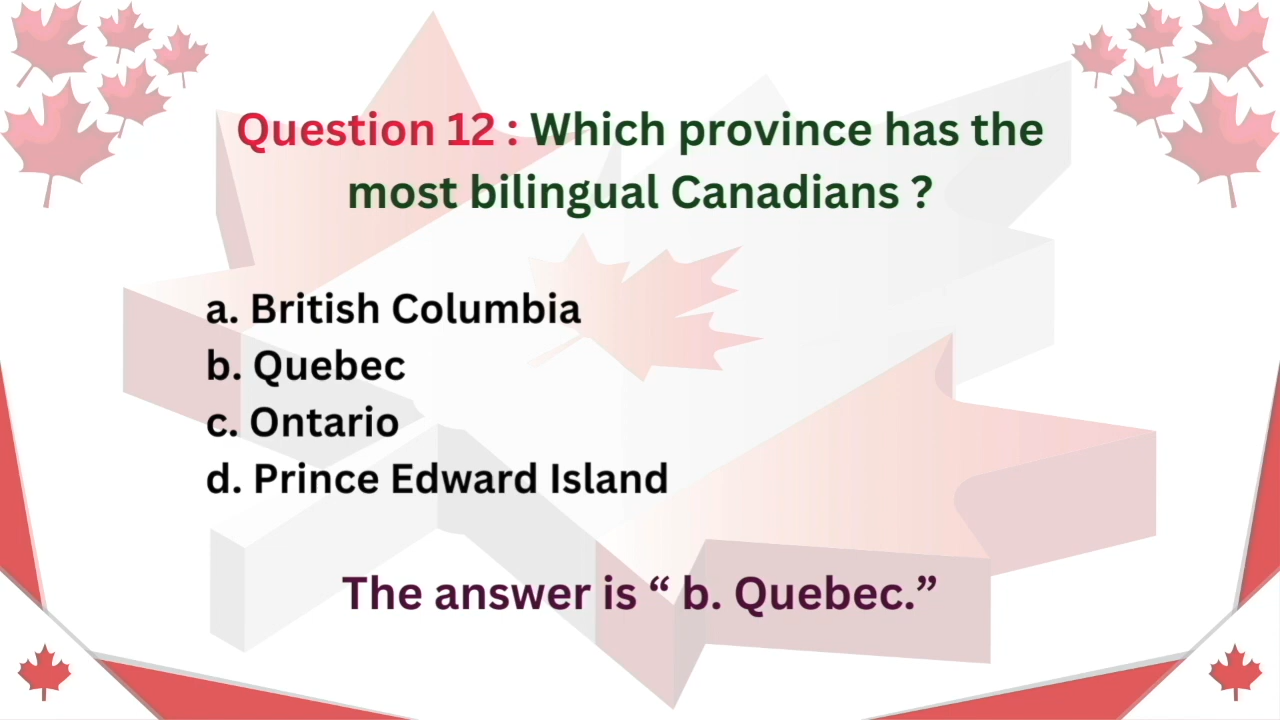 Question 12 : Which province has the
most bilingual Canadians ?
a. British Columbia
b. Quebec
c. Ontario
d. Prince Edward Island
The answer is “ b. Quebec.”